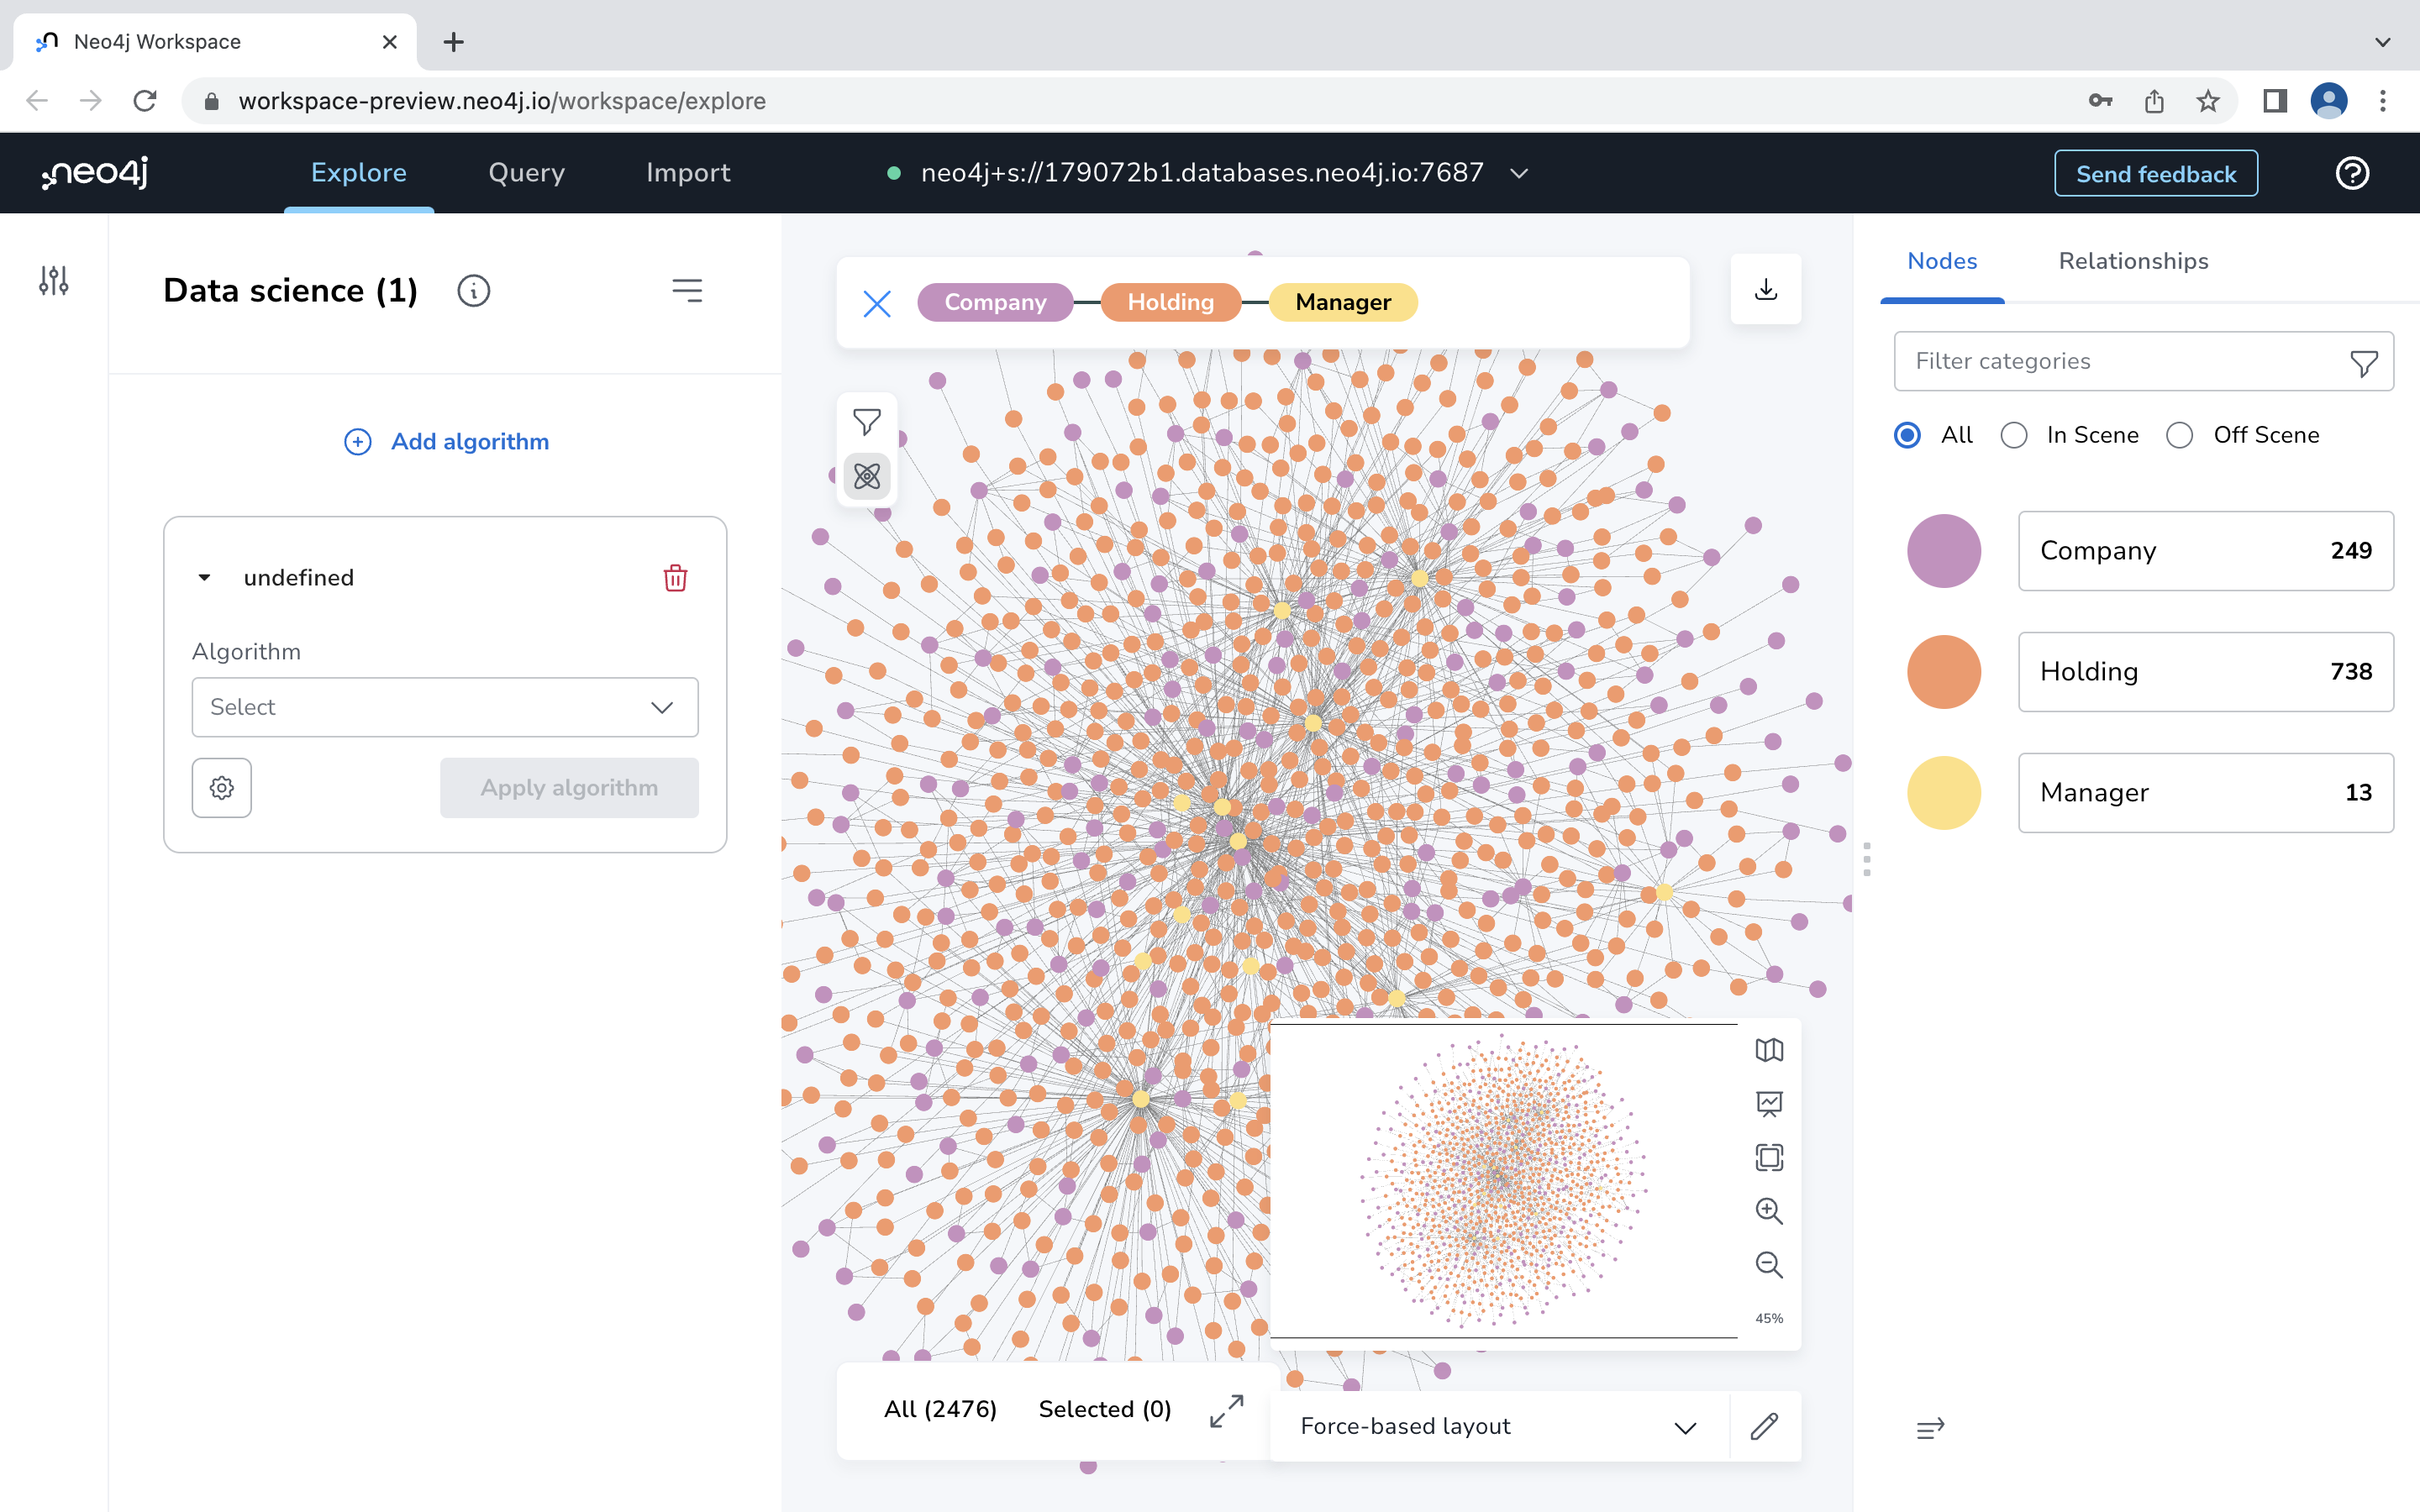 Neo4j Workspace
workspace-preview.neo4j.io/workspace/explore
neo4j
Explore
Query
Import
neo4j+s://179072b1.databases.neo4j.io:7687
Send feedback
Data science (1)
Add algorithm
undefined
Algorithm
Select
Apply algorithm
Company
Holding
Manager
45%
All (2476)
Selected (0)
Force-based layout
Nodes
Relationships
Filter categories
All
In Scene
Off Scene
Company 249
Holding 738
Manager 13